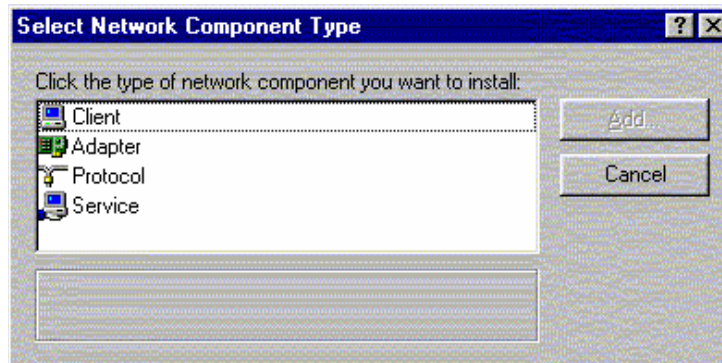 Select Network Component Type
Click the type of network component you want to install:
Client
Add...
Adapter
Protocol
Cancel
Service